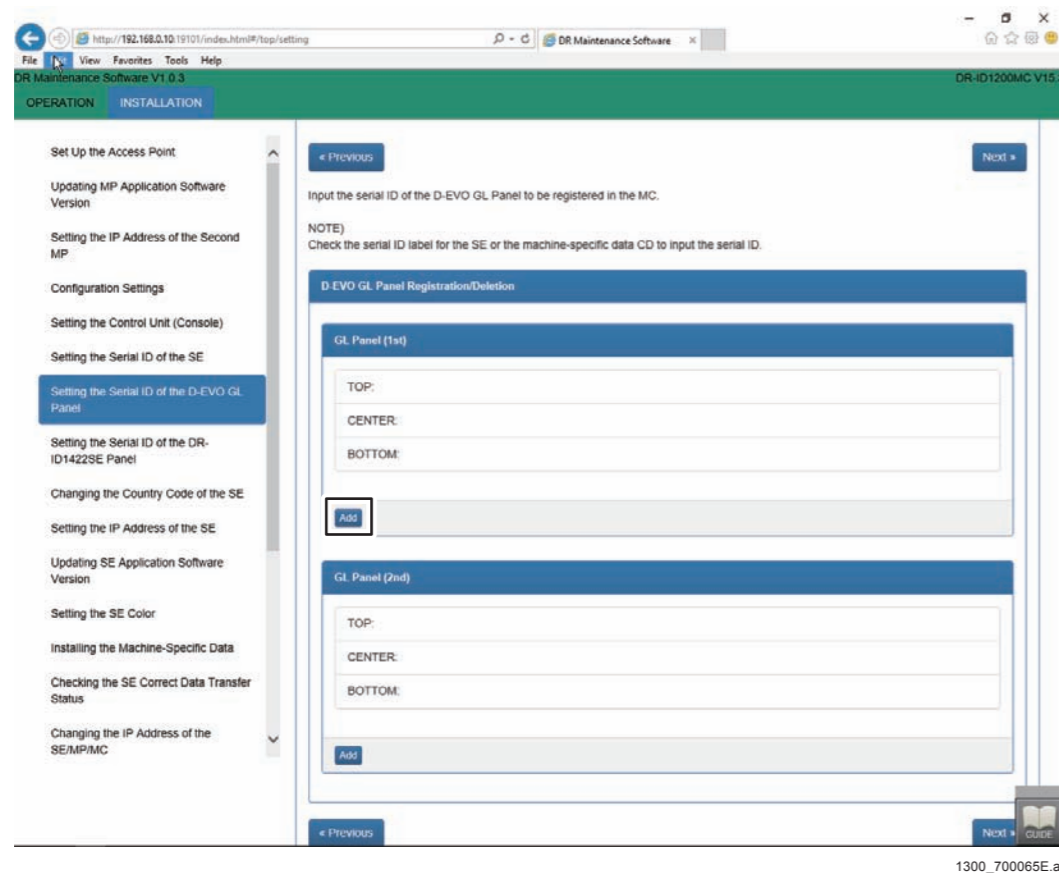 http://192.168.0.10:19101/index.html#/top/setting
DR Maintenance Software
File View Favorites Tools Help
DR Maintenance Software V1.0.3
DR-ID1200MC V15.
OPERATION INSTALLATION
Set Up the Access Point
Updating MP Application Software
Version
Setting the IP Address of the Second
MP
Configuration Settings
Setting the Control Unit (Console)
Setting the Serial ID of the SE
Setting the Serial ID of the D-EVO GL
Panel
Setting the Serial ID of the DR-
ID1422SE Panel
Changing the Country Code of the SE
Setting the IP Address of the SE
Updating SE Application Software
Version
Setting the SE Color
Installing the Machine-Specific Data
Checking the SE Correct Data Transfer
Status
Changing the IP Address of the
SE/MP/MC
« Previous
Next »
Input the serial ID of the D-EVO GL Panel to be registered in the MC.
NOTE)
Check the serial ID label for the SE or the machine-specific data CD to input the serial ID.
D-EVO GL Panel Registration/Deletion
GL Panel (1st)
TOP:
CENTER:
BOTTOM:
Add
GL Panel (2nd)
TOP:
CENTER:
BOTTOM:
Add
« Previous
Next »
GUIDE
1300_700065E.a